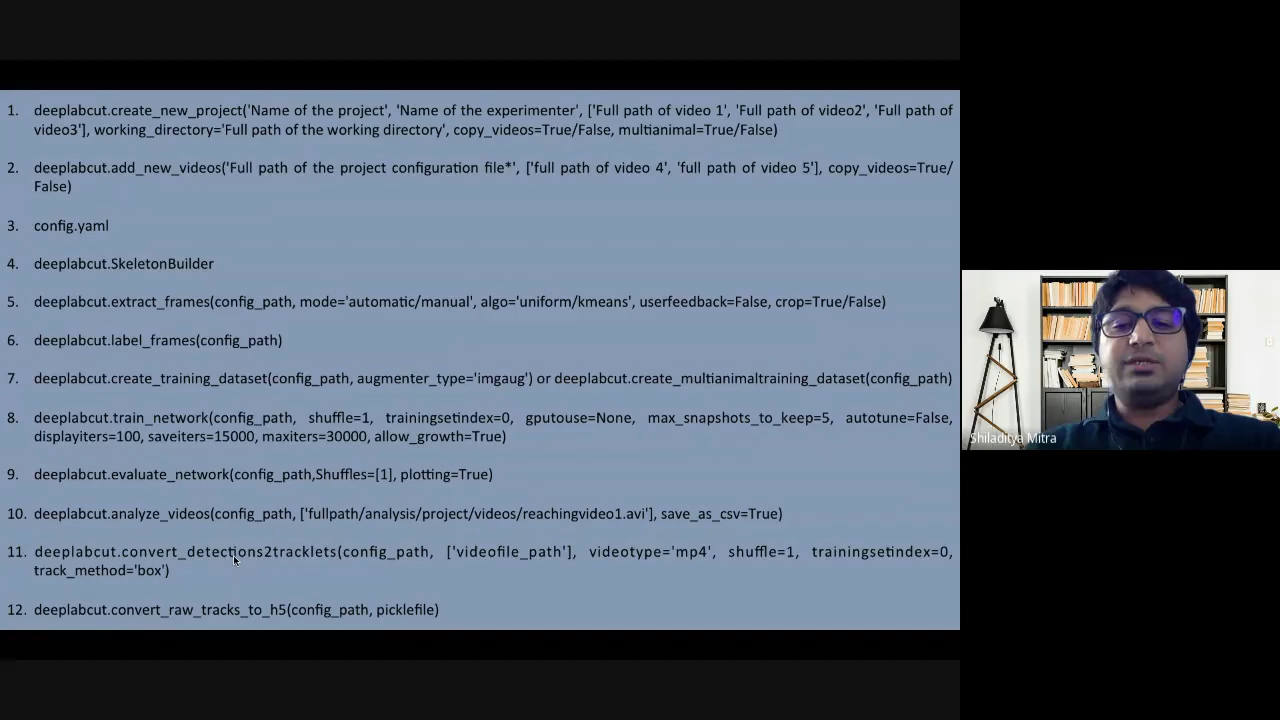 1. deeplabcut.create_new_project('Name of the project', 'Name of the experimenter', ['Full path of video 1', 'Full path of video2', 'Full path of
video3'], working_directory='Full path of the working directory', copy_videos=True/False, multianimal=True/False)
2. deeplabcut.add_new_videos('Full path of the project configuration file*', ['full path of video 4', 'full path of video 5'], copy_videos=True/
False)
3. config.yaml
4. deeplabcut.SkeletonBuilder
5. deeplabcut.extract_frames(config_path, mode='automatic/manual', algo='uniform/kmeans', userfeedback=False, crop=True/False)
6. deeplabcut.label_frames(config_path)
7. deeplabcut.create_training_dataset(config_path, augmenter_type='imgaug') or deeplabcut.create_multianimaltraining_dataset(config_path)
8. deeplabcut.train_network(config_path, shuffle=1, trainingsetindex=0, gputouse=None, max_snapshots_to_keep=5, autotune=False,
displayiters=100, saveiters=15000, maxiters=30000, allow_growth=True)
9. deeplabcut.evaluate_network(config_path,Shuffles=[1], plotting=True)
10. deeplabcut.analyze_videos(config_path, ['fullpath/analysis/project/videos/reachingvideo1.avi'], save_as_csv=True)
11. deeplabcut.convert_detections2tracklets(config_path, ['videofile_path'], videotype='mp4', shuffle=1, trainingsetindex=0,
track_method='box')
12. deeplabcut.convert_raw_tracks_to_h5(config_path, picklefile)
Shiladitya Mitra